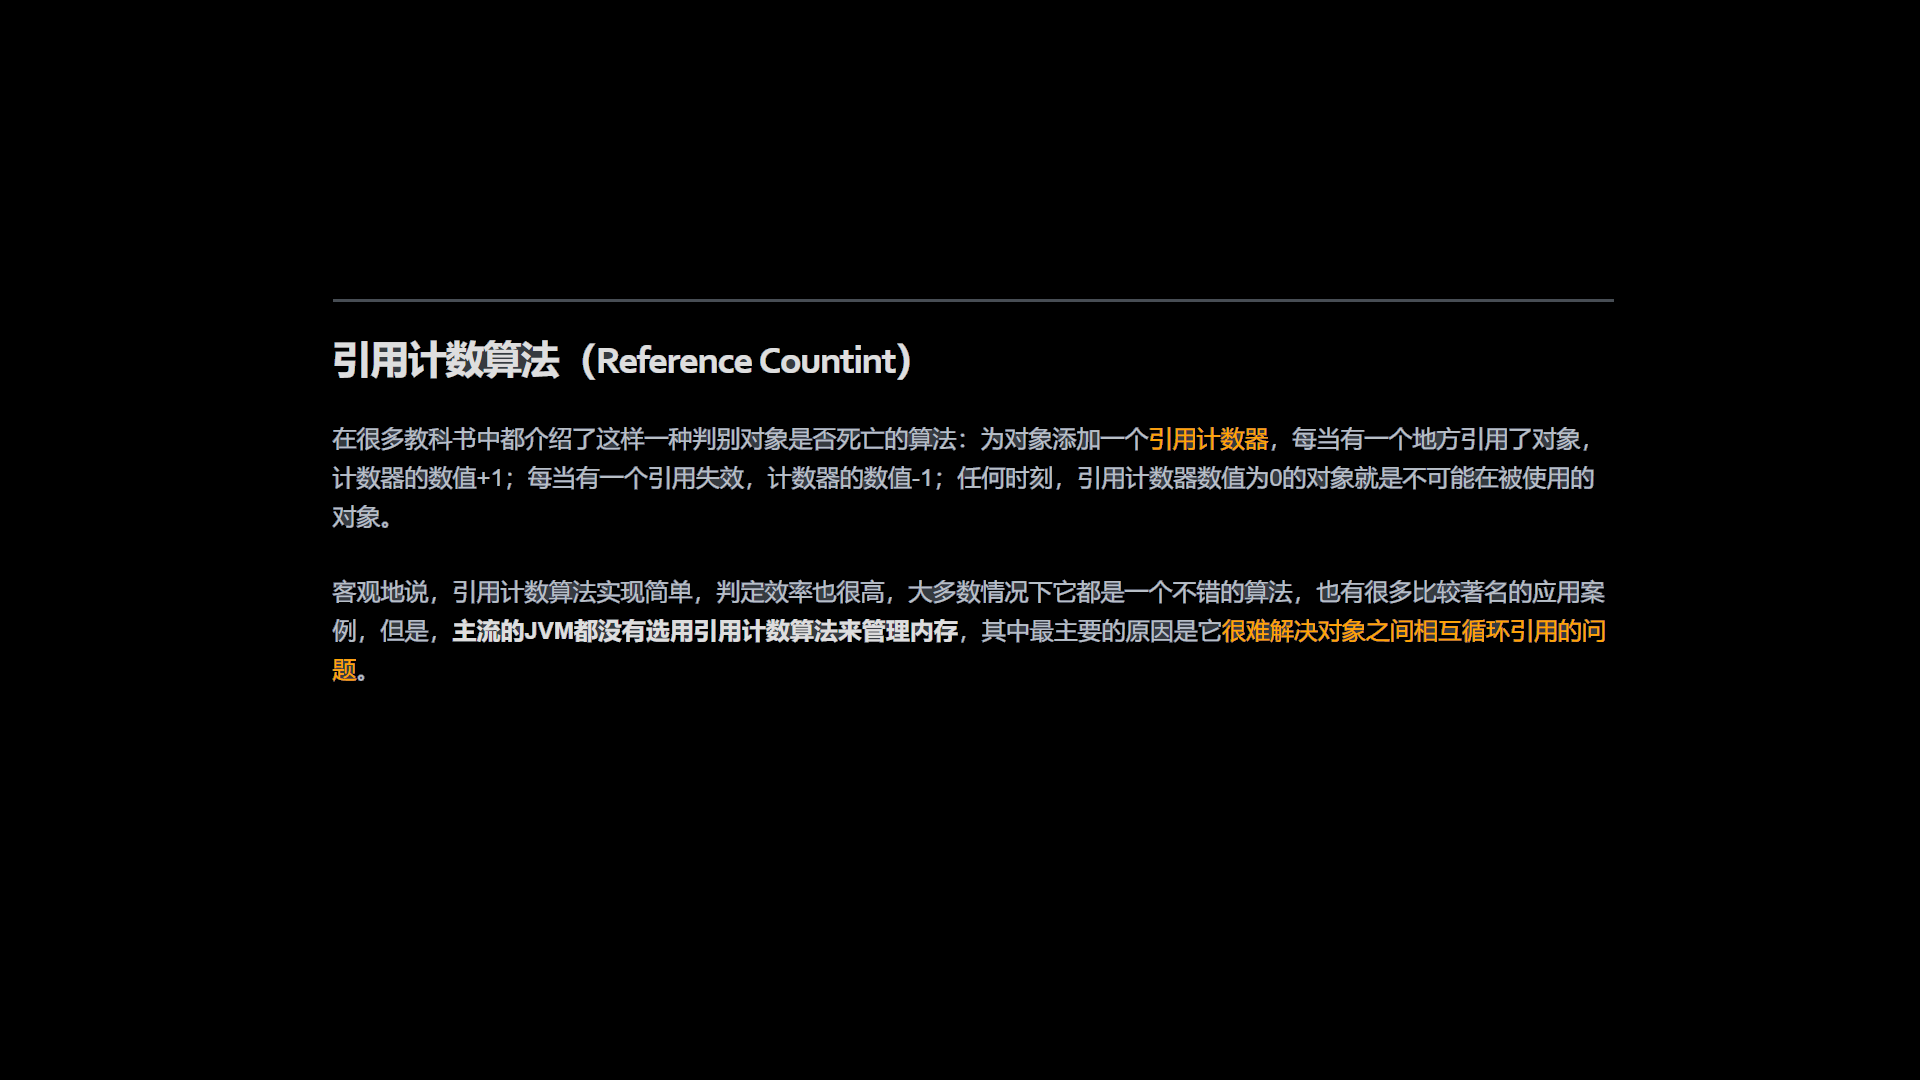 引用计数算法（Reference Countint）
在很多教科书中都介绍了这样一种判别对象是否死亡的算法：为对象添加一个引用计数器，每当有一个地方引用了对象，
计数器的数值+1；每当有一个引用失效，计数器的数值-1；任何时刻，引用计数器数值为0的对象就是不可能在被使用的
对象。
客观地说，引用计数算法实现简单，判定效率也很高，大多数情况下它都是一个不错的算法，也有很多比较著名的应用案
例，但是，主流的JVM都没有选用引用计数算法来管理内存，其中最主要的原因是它很难解决对象之间相互循环引用的问
题。